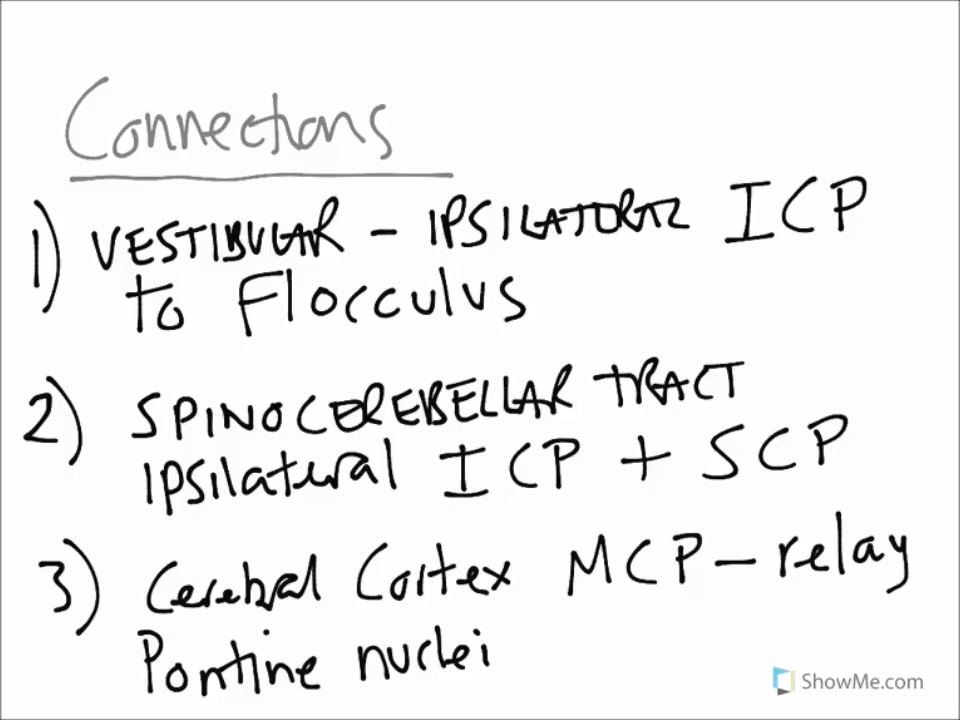 Connections
1) VESTIBULAR - IPSILATORAL ICP
to Flocculus
2) SPINOCEREBELLAR TRACT
Ipsilateral ICP + SCP
3) Cerebral Cortex MCP - relay
Pontine nuclei
ShowMe.com